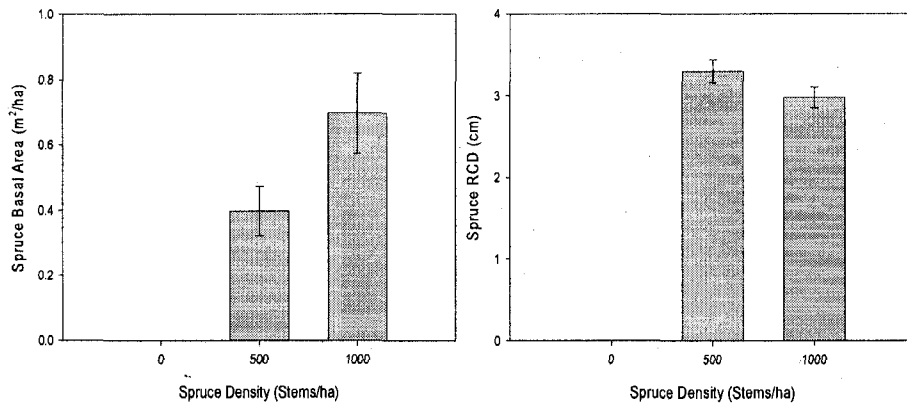 Spruce Basal Area (m²/ha)
1.0
0.8
0.6
0.4
0.2
0.0
0 500 1000
Spruce Density (Stems/ha)
Spruce RCD (cm)
4
3
2
1
0
0 500 1000
Spruce Density (Stems/ha)